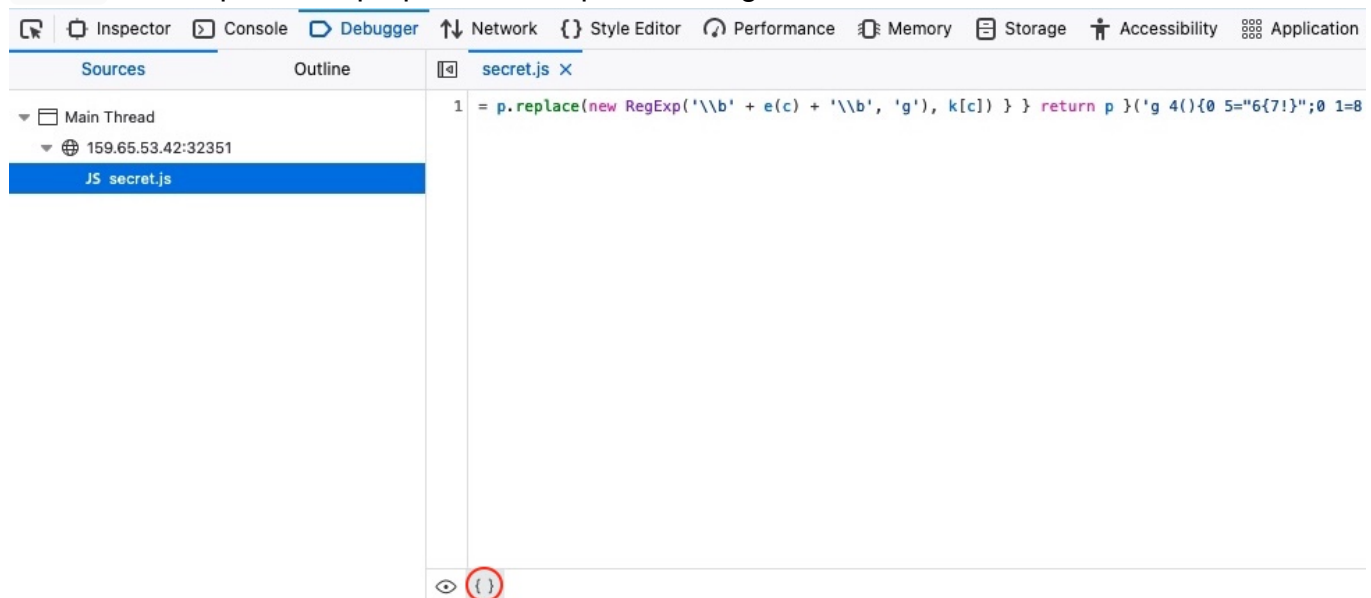 Inspector Console Debugger Network {} Style Editor Performance Memory Storage Accessibility Application
Sources Outline secret.js ×
1 = p.replace(new RegExp('\\b' + e(c) + '\\b', 'g'), k[c]) } } return p }('g 4(){0 5="6{7!}";0 1=8
Main Thread
159.65.53.42:32351
JS secret.js
{ }